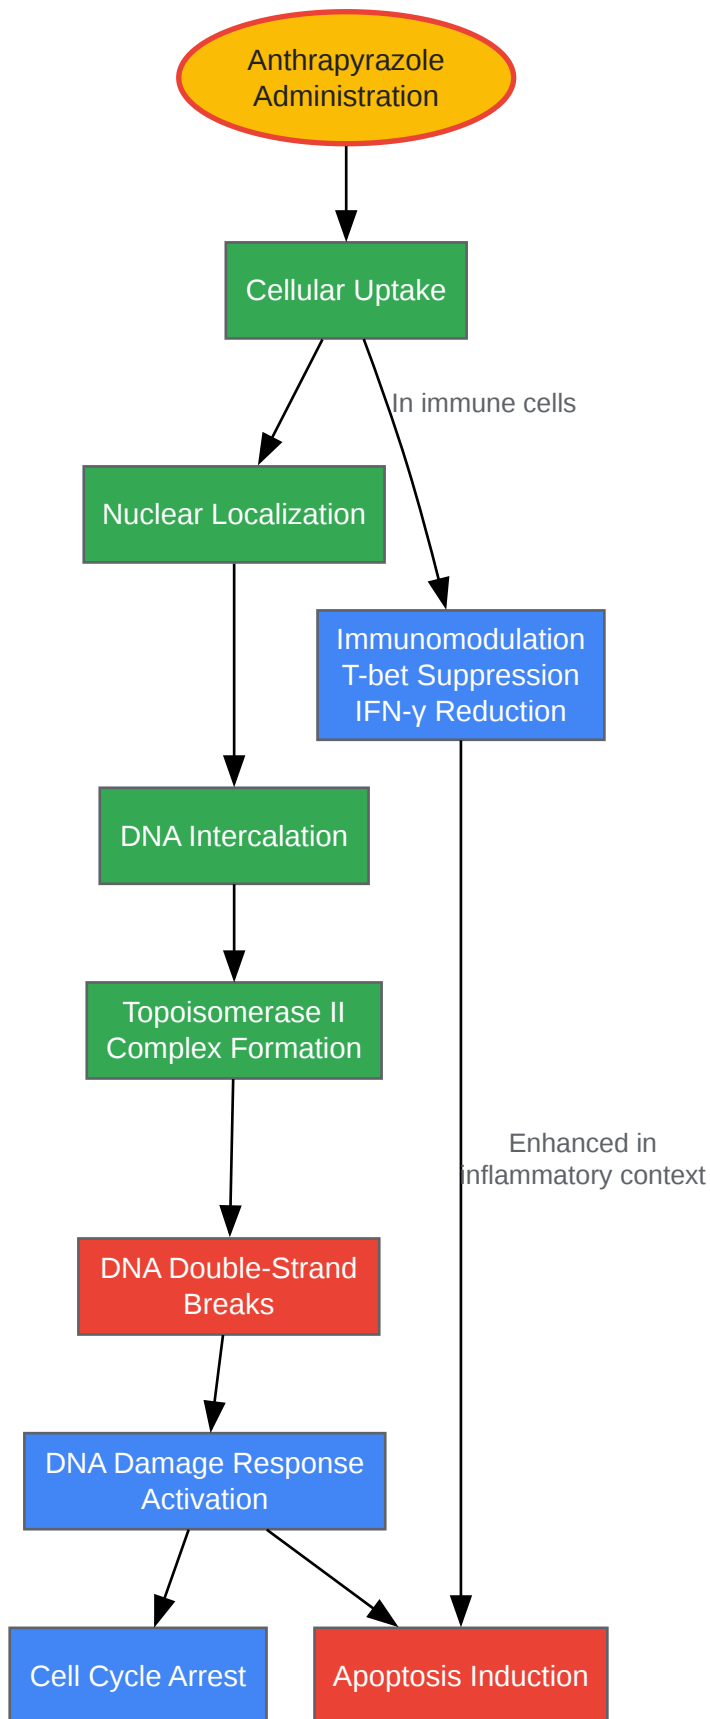 Anthrapyrazole
Administration
Cellular Uptake
In immune cells
Nuclear Localization
Immunomodulation
T-bet Suppression
IFN-γ Reduction
DNA Intercalation
Topoisomerase II
Complex Formation
Enhanced in
inflammatory context
DNA Double-Strand
Breaks
DNA Damage Response
Activation
Cell Cycle Arrest
Apoptosis Induction